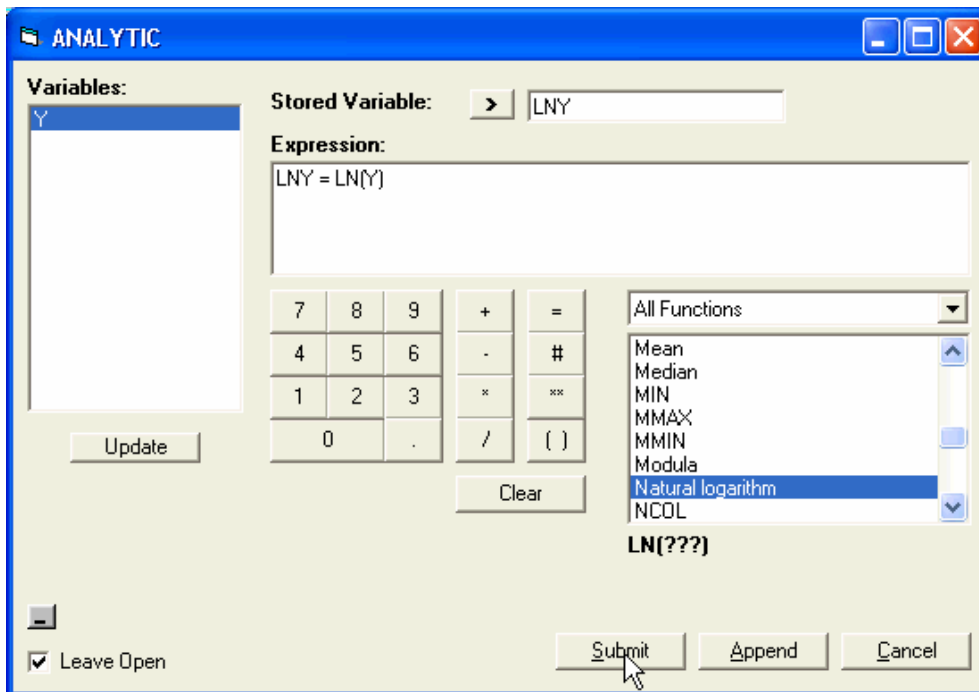 ANALYTIC
Variables:
Y
Stored Variable:
>
LNY
Expression:
LNY = LN(Y)
7 8 9 + =
4 5 6 - #
1 2 3 * **
0 . / ( )
Clear
Update
All Functions
Mean
Median
MIN
MMAX
MMIN
Modula
Natural logarithm
NCOL
LN(???)
Leave Open
Submit
Append
Cancel